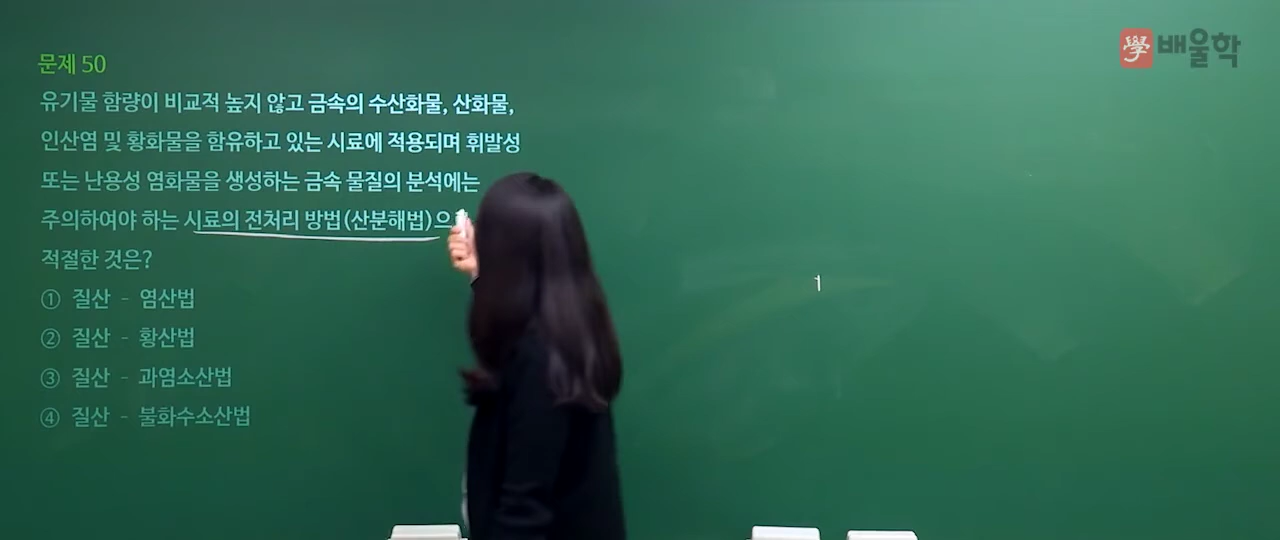 學 배울학
문제 50
유기물 함량이 비교적 높지 않고 금속의 수산화물, 산화물,
인산염 및 황화물을 함유하고 있는 시료에 적용되며 휘발성
또는 난용성 염화물을 생성하는 금속 물질의 분석에는
주의하여야 하는 시료의 전처리 방법(산분해법)으
적절한 것은?
① 질산 - 염산법
② 질산 - 황산법
③ 질산 - 과염소산법
④ 질산 - 불화수소산법